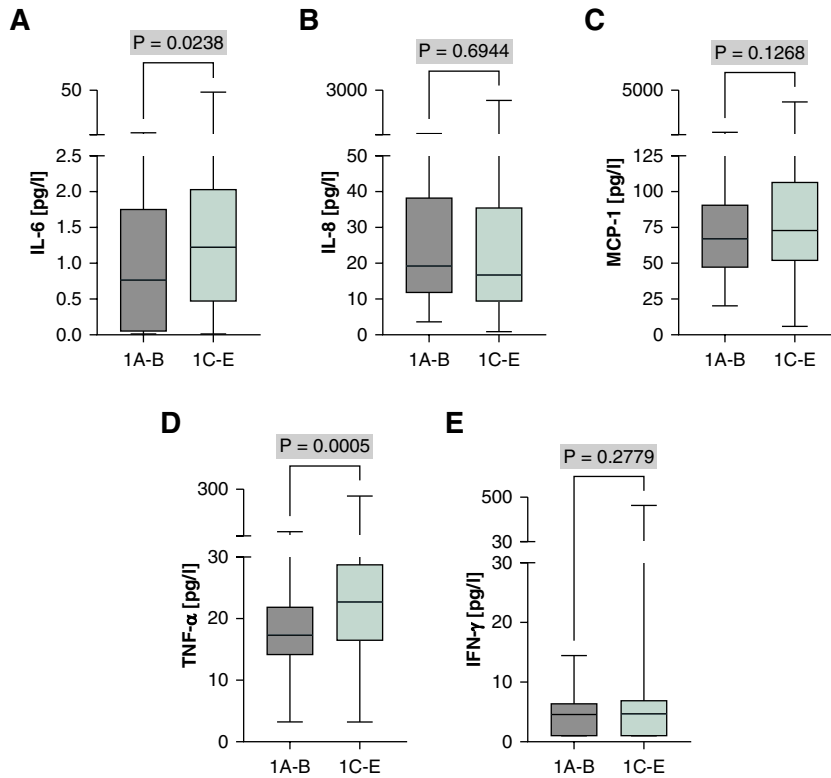 A
P = 0.0238
50
2.5
2.0
1.5
1.0
0.5
0.0
IL-6 [pg/l]
1A-B 1C-E
B
P = 0.6944
3000
50
40
30
20
10
0
IL-8 [pg/l]
1A-B 1C-E
C
P = 0.1268
5000
125
100
75
50
25
0
MCP-1 [pg/l]
1A-B 1C-E
D
P = 0.0005
300
30
20
10
0
TNF-α [pg/l]
1A-B 1C-E
E
P = 0.2779
500
30
30
20
10
0
IFN-γ [pg/l]
1A-B 1C-E